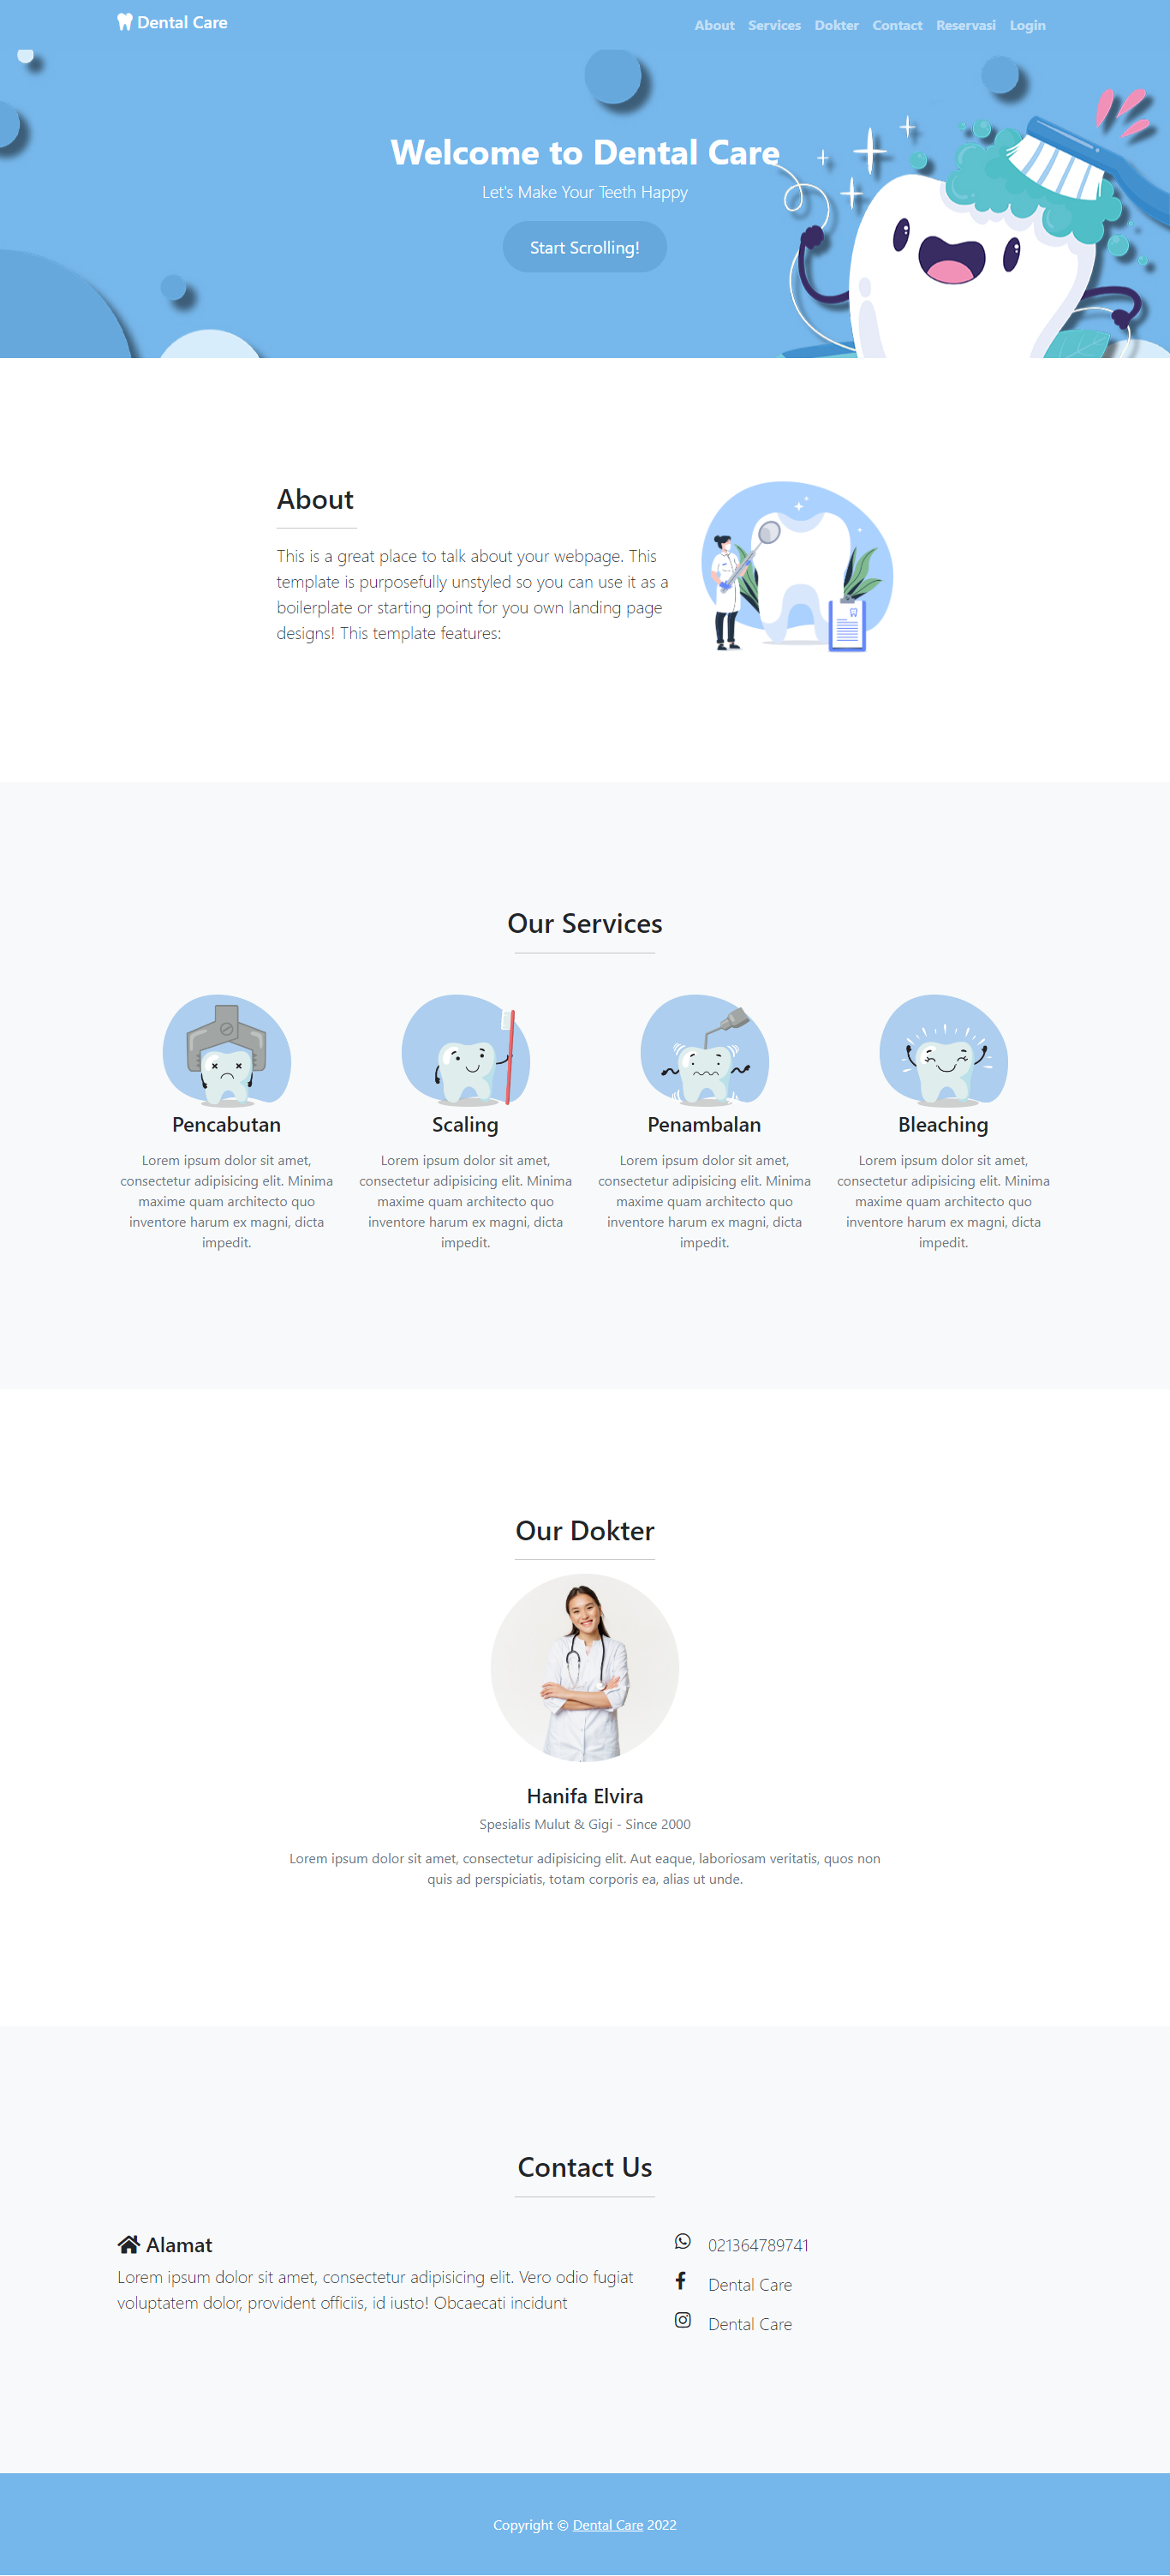 Dental Care
About Services Dokter Contact Reservasi Login
Welcome to Dental Care
Let's Make Your Teeth Happy
Start Scrolling!
About
This is a great place to talk about your webpage. This
template is purposefully unstyled so you can use it as a
boilerplate or starting point for you own landing page
designs! This template features:
Our Services
Pencabutan
Lorem ipsum dolor sit amet,
consectetur adipisicing elit. Minima
maxime quam architecto quo
inventore harum ex magni, dicta
impedit.
Scaling
Lorem ipsum dolor sit amet,
consectetur adipisicing elit. Minima
maxime quam architecto quo
inventore harum ex magni, dicta
impedit.
Penambalan
Lorem ipsum dolor sit amet,
consectetur adipisicing elit. Minima
maxime quam architecto quo
inventore harum ex magni, dicta
impedit.
Bleaching
Lorem ipsum dolor sit amet,
consectetur adipisicing elit. Minima
maxime quam architecto quo
inventore harum ex magni, dicta
impedit.
Our Dokter
Hanifa Elvira
Spesialis Mulut & Gigi - Since 2000
Lorem ipsum dolor sit amet, consectetur adipisicing elit. Aut eaque, laboriosam veritatis, quos non
quis ad perspiciatis, totam corporis ea, alias ut unde.
Contact Us
Alamat
Lorem ipsum dolor sit amet, consectetur adipisicing elit. Vero odio fugiat
voluptatem dolor, provident officiis, id iusto! Obcaecati incidunt
021364789741
Dental Care
Dental Care
Copyright © Dental Care 2022